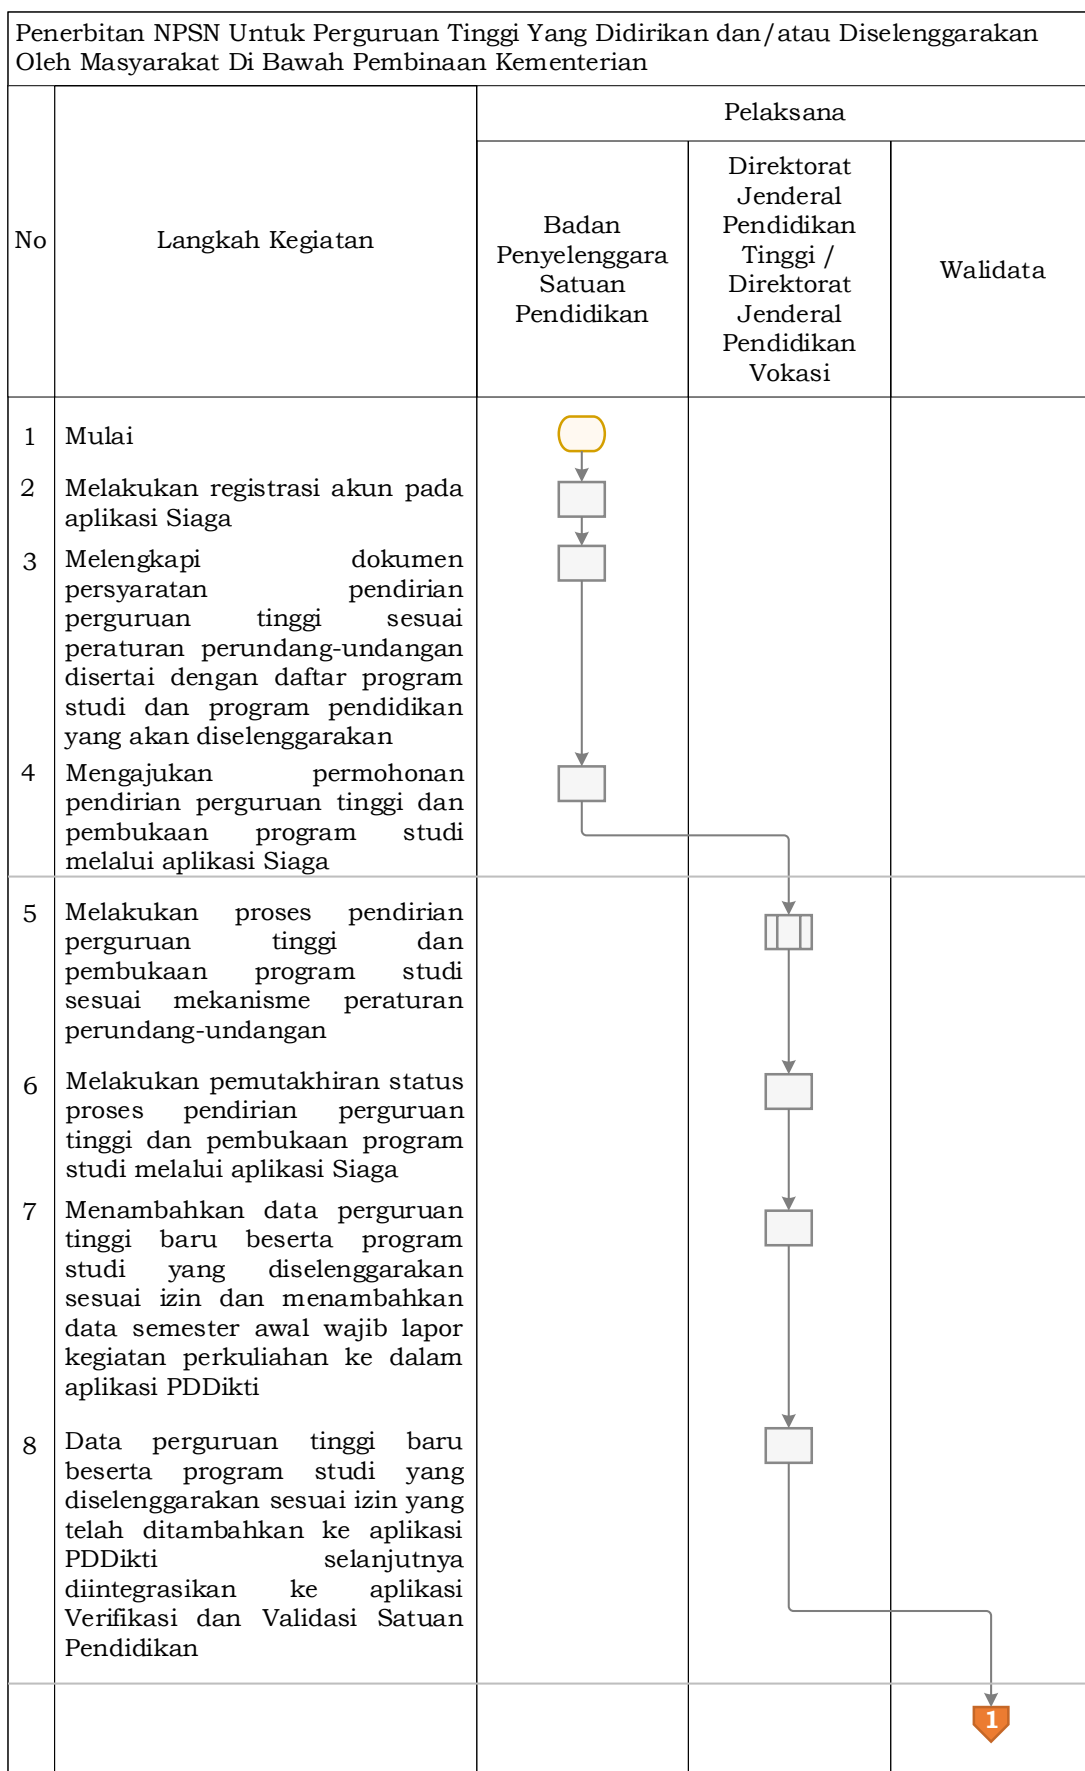 Penerbitan NPSN Untuk Perguruan Tinggi Yang Didirikan dan/atau Diselenggarakan
Oleh Masyarakat Di Bawah Pembinaan Kementerian
No
Langkah Kegiatan
Pelaksana
Badan
Penyelenggara
Satuan
Pendidikan
Direktorat
Jenderal
Pendidikan
Tinggi /
Direktorat
Jenderal
Pendidikan
Vokasi
Walidata
1 Mulai
2 Melakukan registrasi akun pada
aplikasi Siaga
3 Melengkapi dokumen
persyaratan pendirian
perguruan tinggi sesuai
peraturan perundang-undangan
disertai dengan daftar program
studi dan program pendidikan
yang akan diselenggarakan
4 Mengajukan permohonan
pendirian perguruan tinggi dan
pembukaan program studi
melalui aplikasi Siaga
5 Melakukan proses pendirian
perguruan tinggi dan
pembukaan program studi
sesuai mekanisme peraturan
perundang-undangan
6 Melakukan pemutakhiran status
proses pendirian perguruan
tinggi dan pembukaan program
studi melalui aplikasi Siaga
7 Menambahkan data perguruan
tinggi baru beserta program
studi yang diselenggarakan
sesuai izin dan menambahkan
data semester awal wajib lapor
kegiatan perkuliahan ke dalam
aplikasi PDDikti
8 Data perguruan tinggi baru
beserta program studi yang
diselenggarakan sesuai izin yang
telah ditambahkan ke aplikasi
PDDikti selanjutnya
diintegrasikan ke aplikasi
Verifikasi dan Validasi Satuan
Pendidikan
1